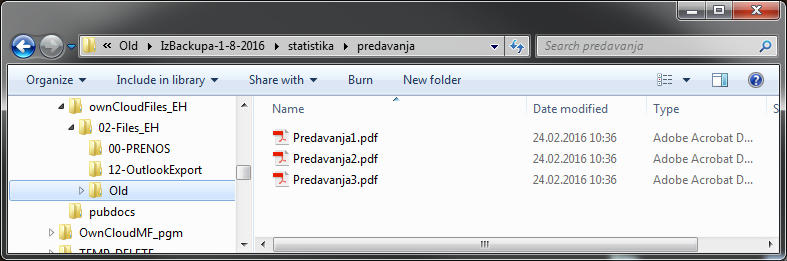 « Old ▸ IzBackupa-1-8-2016 ▸ statistika ▸ predavanja
Search predavanja
Organize Include in library Share with Burn New folder
ownCloudFiles_EH
02-Files_EH
00-PRENOS
12-OutlookExport
Old
pubdocs
OwnCloudMF_pgm
TEMP-DELETE
Name Date modified Type S
Predavanja1.pdf 24.02.2016 10:36 Adobe Acrobat D...
Predavanja2.pdf 24.02.2016 10:36 Adobe Acrobat D...
Predavanja3.pdf 24.02.2016 10:36 Adobe Acrobat D...